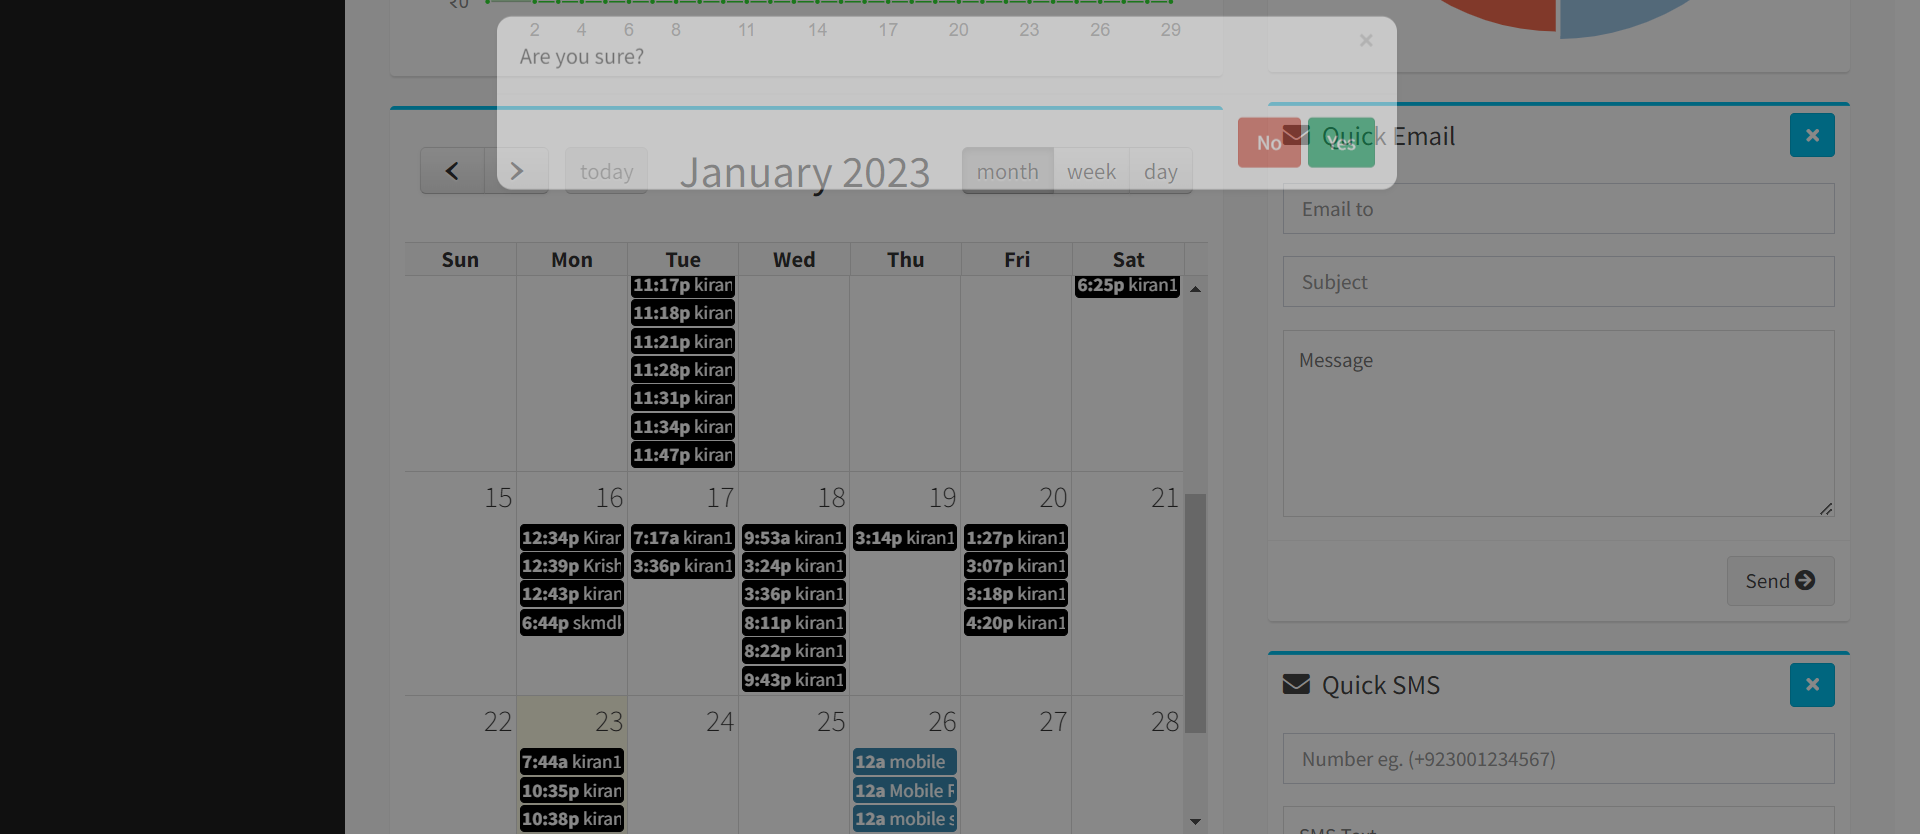 <0
2 4 6 8 11 14 17 20 23 26 29
Are you sure?
×
No Yes
today
January 2023
month week day
Sun Mon Tue Wed Thu Fri Sat
11:17p kiran
6:25p kiran1
11:18p kiran
11:21p kiran
11:28p kiran
11:31p kiran
11:34p kiran
11:47p kiran
15 16 17 18 19 20 21
12:34p Kiran 7:17a kiran1 9:53a kiran1 3:14p kiran1 1:27p kiran1
12:39p Krish 3:36p kiran1 3:24p kiran1 3:07p kiran1
12:43p kiran 3:36p kiran1 3:18p kiran1
6:44p skmdk 8:11p kiran1 4:20p kiran1
8:22p kiran1
9:43p kiran1
22 23 24 25 26 27 28
7:44a kiran1 12a mobile
10:35p kiran 12a Mobile
10:38p kiran 12a mobile
Quick Email
Email to
Subject
Message
Send
Quick SMS
Number eg. (+923001234567)
SMS Text